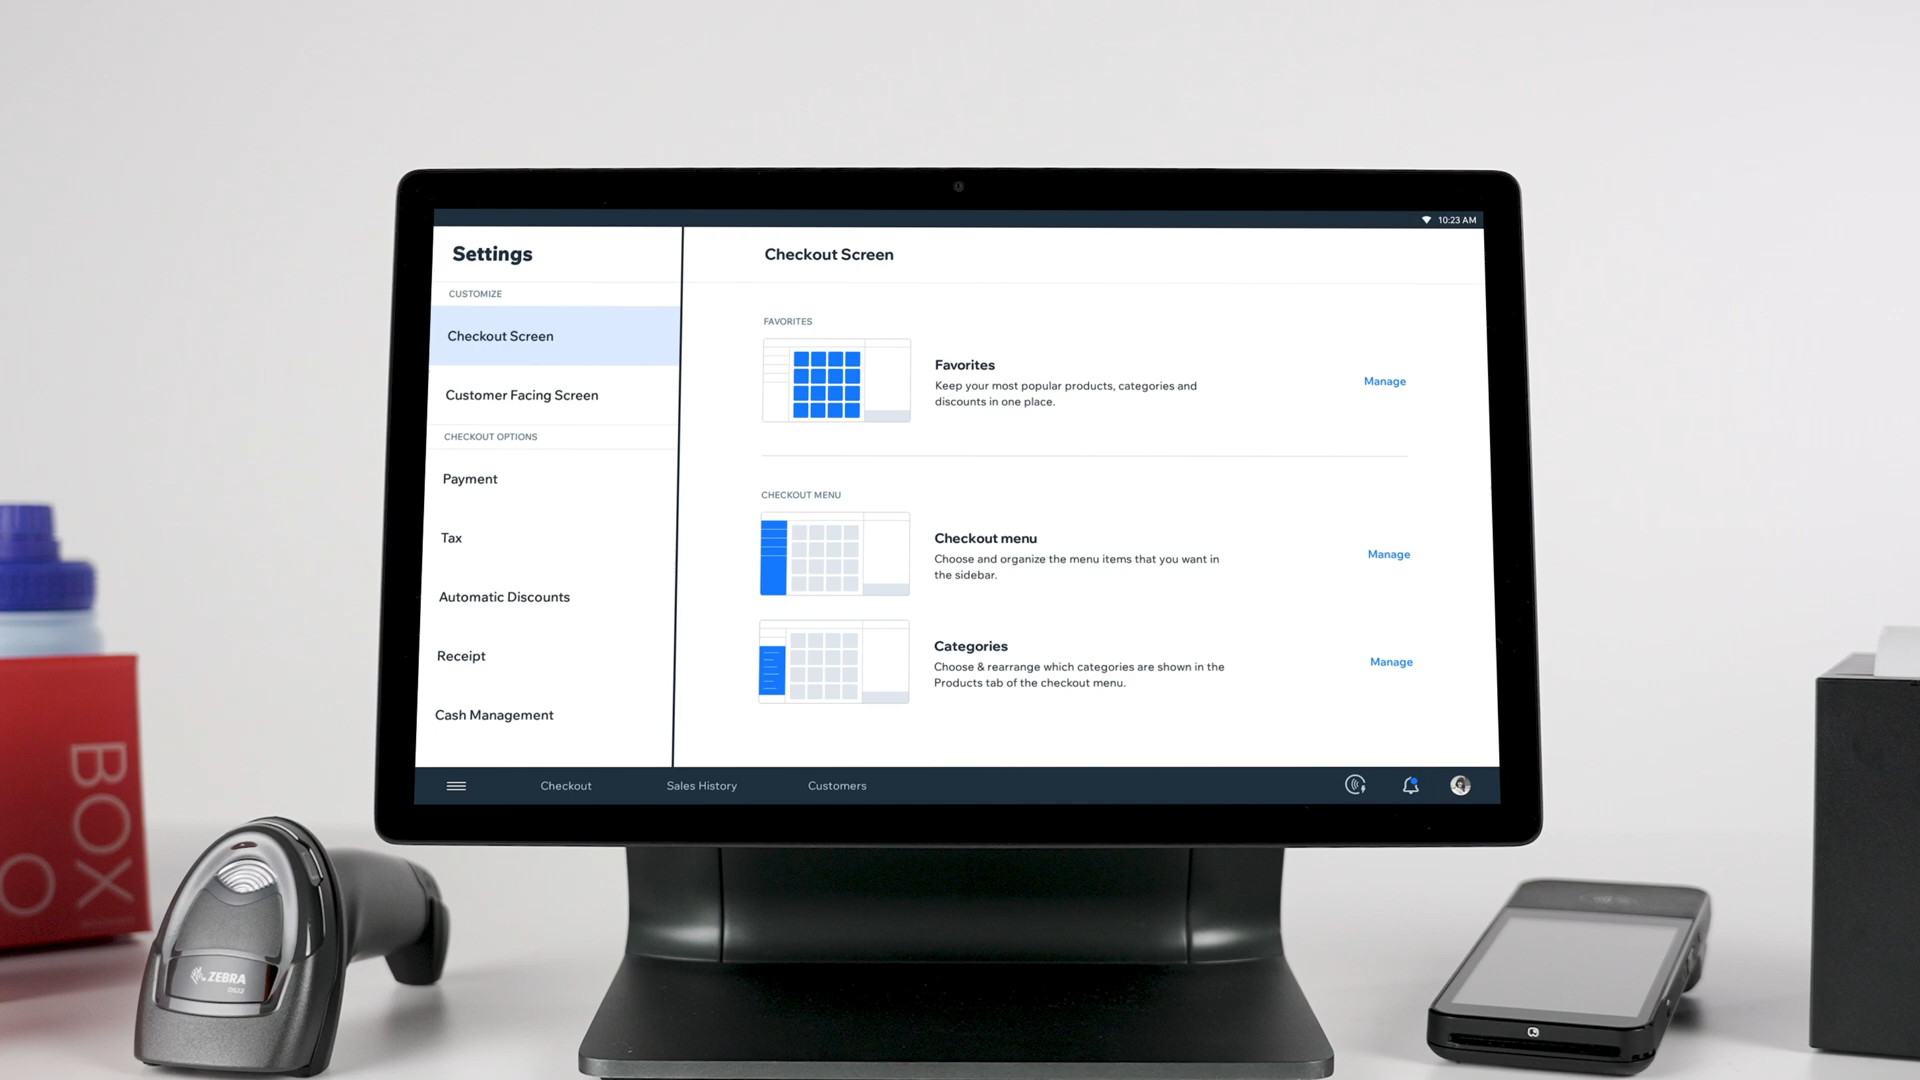 10:23 AM
Settings
CUSTOMIZE
Checkout Screen
Customer Facing Screen
CHECKOUT OPTIONS
Payment
Tax
Automatic Discounts
Receipt
Cash Management
Checkout Screen
FAVORITES
Favorites
Keep your most popular products, categories and
discounts in one place.
Manage
CHECKOUT MENU
Checkout menu
Choose and organize the menu items that you want in
the sidebar.
Manage
Categories
Choose & rearrange which categories are shown in the
Products tab of the checkout menu.
Manage
Checkout
Sales History
Customers
BOX
ZEBRA